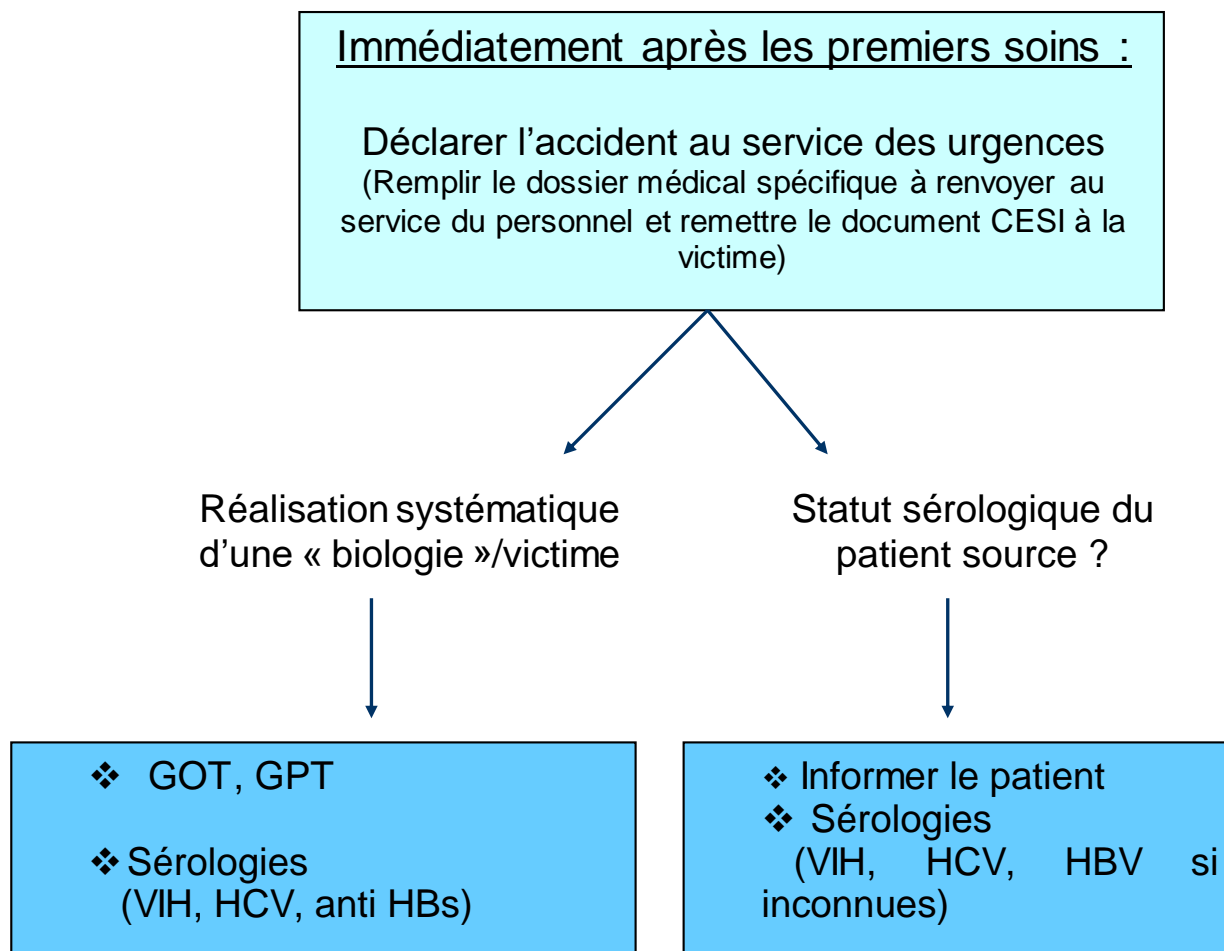 Immédiatement après les premiers soins :
Déclarer l’accident au service des urgences
(Remplir le dossier médical spécifique à renvoyer au
service du personnel et remettre le document CESI à la
victime)
Réalisation systématique
d’une « biologie »/victime
Statut sérologique du
patient source ?
❖ GOT, GPT
❖ Sérologies
(VIH, HCV, anti HBs)
❖ Informer le patient
❖ Sérologies
(VIH, HCV, HBV si
inconnues)